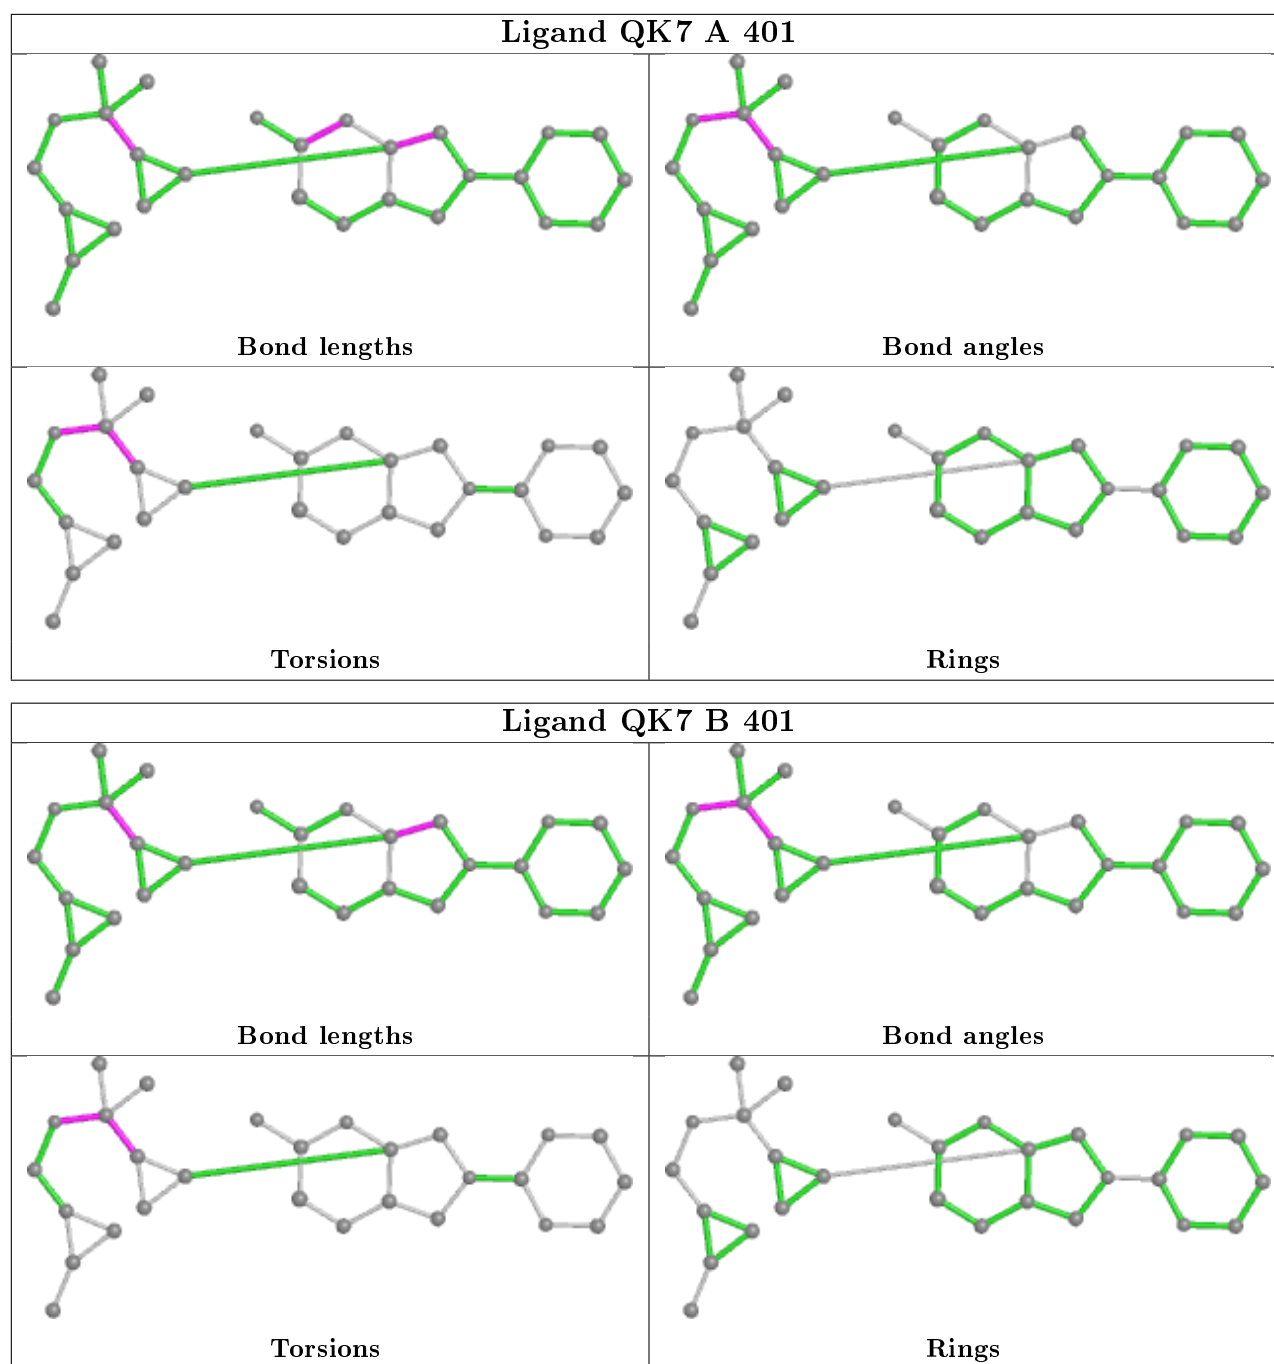 Ligand QK7 A 401
Bond lengths
Bond angles
Torsions
Rings
Ligand QK7 B 401
Bond lengths
Bond angles
Torsions
Rings